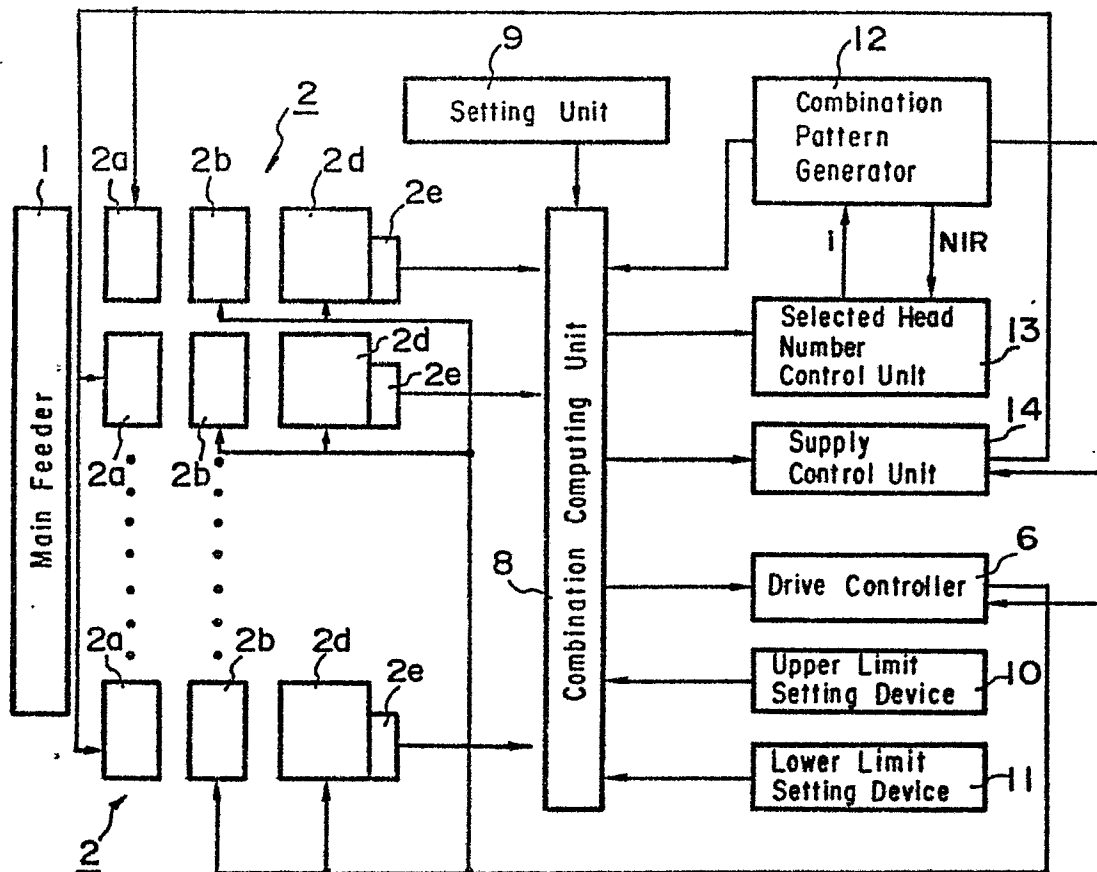 9
Setting Unit
12
Combination
Pattern
Generator
2
1
2a
2b
2d
2e
Main Feeder
i
NIR
Selected Head
Number
Control Unit
13
2d
2e
2a
2b
Combination Computing Unit
8
Supply
Control Unit
14
Drive Controller
6
2a
2b
2d
2e
Upper Limit
Setting Device
10
Lower Limit
Setting Device
11
2